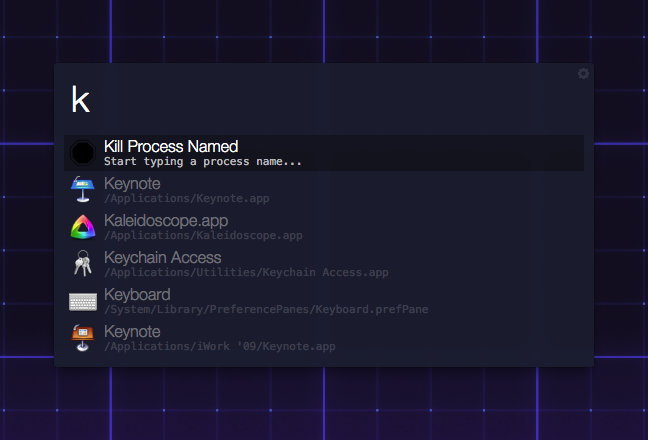 k
Kill Process Named
Start typing a process name...
Keynote
/Applications/Keynote.app
Kaleidoscope.app
/Applications/Kaleidoscope.app
Keychain Access
/Applications/Utilities/Keychain Access.app
Keyboard
/System/Library/PreferencePanes/Keyboard.prefPane
Keynote
/Applications/iWork '09/Keynote.app